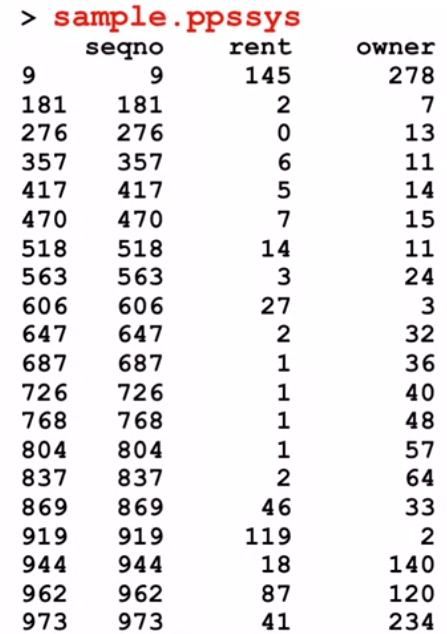 > sample.ppssys
seqno rent owner
9 9 145 278
181 181 2 7
276 276 0 13
357 357 6 11
417 417 5 14
470 470 7 15
518 518 14 11
563 563 3 24
606 606 27 3
647 647 2 32
687 687 1 36
726 726 1 40
768 768 1 48
804 804 1 57
837 837 2 64
869 869 46 33
919 919 119 2
944 944 18 140
962 962 87 120
973 973 41 234